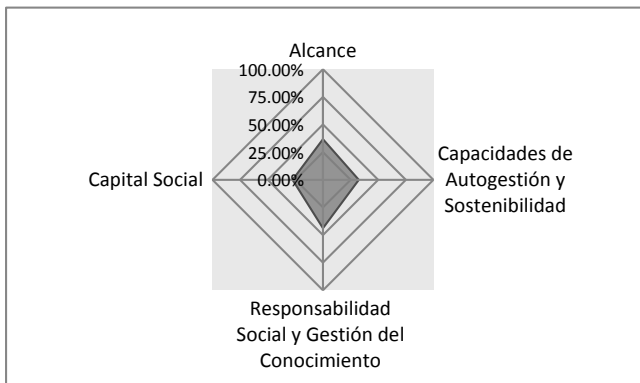 Alcance
100.00%
75.00%
50.00%
25.00%
0.00%
Capacidades de
Autogestión y
Sostenibilidad
Capital Social
Responsabilidad
Social y Gestión del
Conocimiento